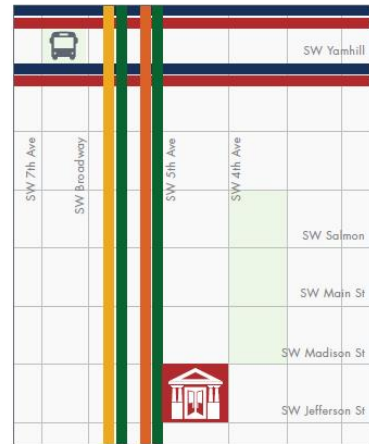 SW Yamhill
SW 7th Ave
SW Broadway
SW 5th Ave
SW 4th Ave
SW Salmon
SW Main St
SW Madison St
SW Jefferson St